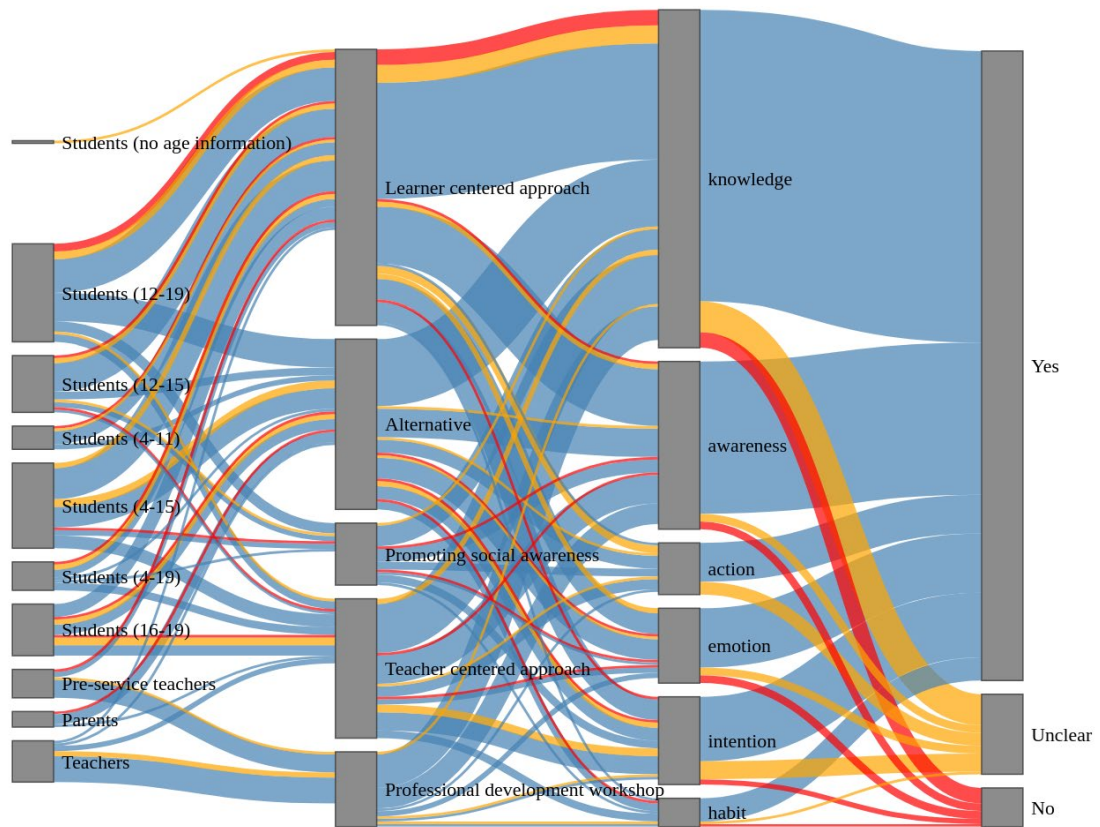 Students (no age information)
Students (12-19)
Students (12-15)
Students (4-11)
Students (4-15)
Students (4-19)
Students (16-19)
Pre-service teachers
Parents
Teachers
Learner centered approach
Alternative
Promoting social awareness
Teacher centered approach
Professional development workshop
knowledge
awareness
action
emotion
intention
habit
Yes
Unclear
No